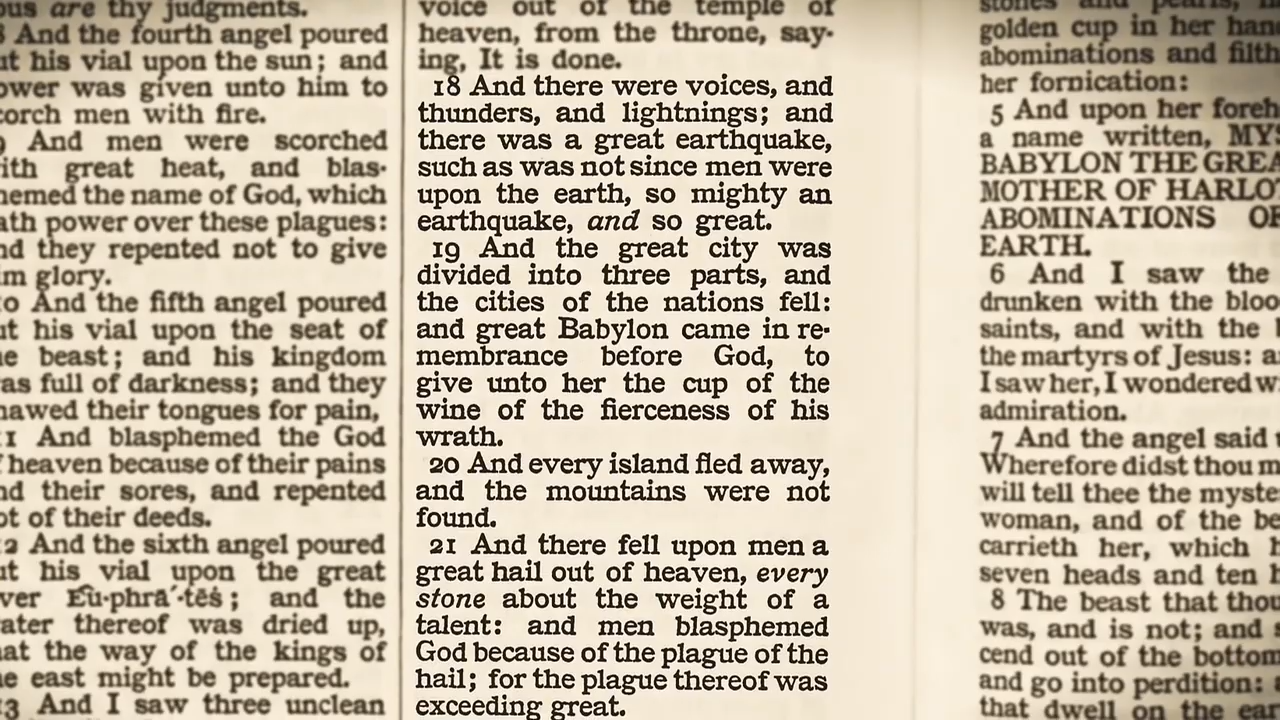 are thy judgments.
And the fourth angel poured
his vial upon the sun; and
was given unto him to
men with fire.
And men were scorched
great heat, and blas-
the name of God, which
power over these plagues:
they repented not to give
glory.
And the fifth angel poured
his vial upon the seat of
beast; and his kingdom
full of darkness; and they
their tongues for pain,
And blasphemed the God
heaven because of their pains
their sores, and repented
of their deeds.
And the sixth angel poured
his vial upon the great
Eū-phrā´-tēṡ; and the
thereof was dried up,
the way of the kings of
east might be prepared.
And I saw three unclean
voice out of the temple of
heaven, from the throne, say-
ing, It is done.
18 And there were voices, and
thunders, and lightnings; and
there was a great earthquake,
such as was not since men were
upon the earth, so mighty an
earthquake, and so great.
19 And the great city was
divided into three parts, and
the cities of the nations fell:
and great Babylon came in re-
membrance before God, to
give unto her the cup of the
wine of the fierceness of his
wrath.
20 And every island fled away,
and the mountains were not
found.
21 And there fell upon men a
great hail out of heaven, every
stone about the weight of a
talent: and men blasphemed
God because of the plague of the
hail; for the plague thereof was
exceeding great.
stones and pearls,
golden cup in her
abominations and
her fornication:
5 And upon her
a name written,
BABYLON THE
MOTHER OF
ABOMINATIONS
EARTH.
6 And I saw the
drunken with the
saints, and with the
the martyrs of Jesus:
I saw her, I wondered
admiration.
7 And the angel said
Wherefore didst thou
will tell thee the
woman, and of the
carrieth her, which
seven heads and ten
8 The beast that
was, and is not; and
out of the
and go into perdition:
that dwell on the